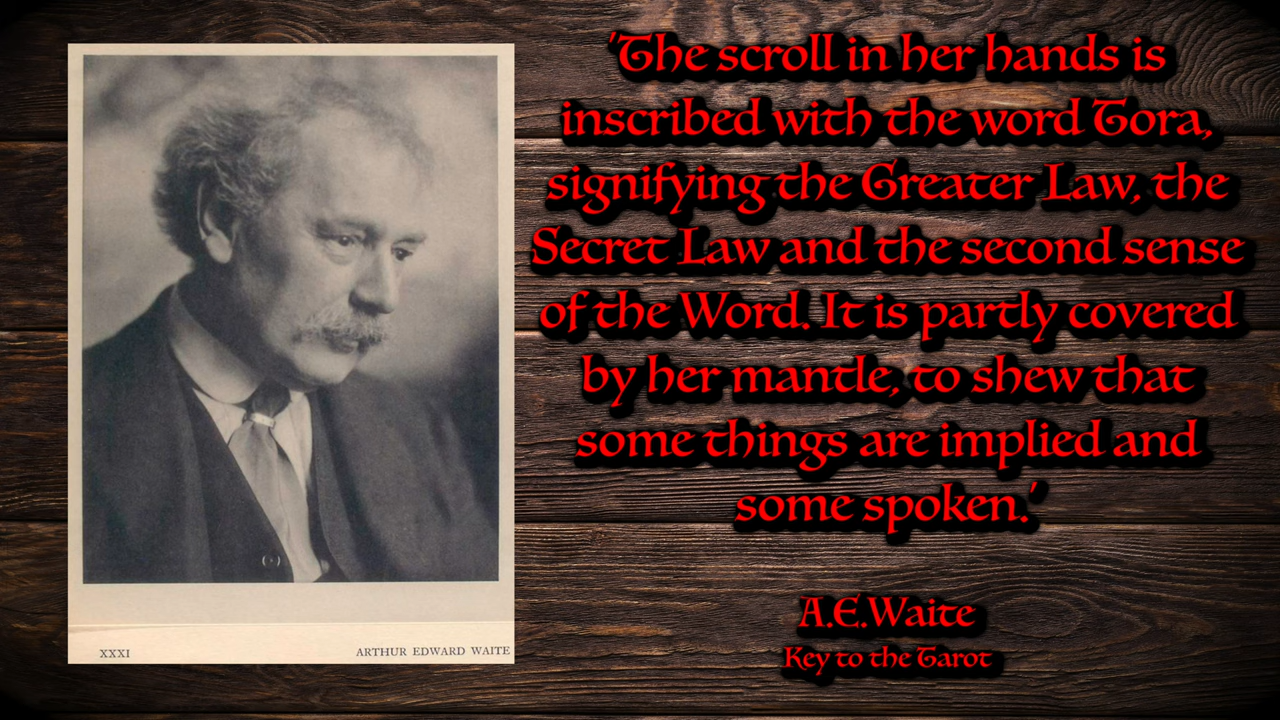 'The scroll in her hands is
inscribed with the word Tora,
signifying the Greater Law, the
Secret Law and the second sense
of the Word. It is partly covered
by her mantle, to shew that
some things are implied and
some spoken.'
A.E.Waite
Key to the Tarot
XXXI
ARTHUR EDWARD WAITE